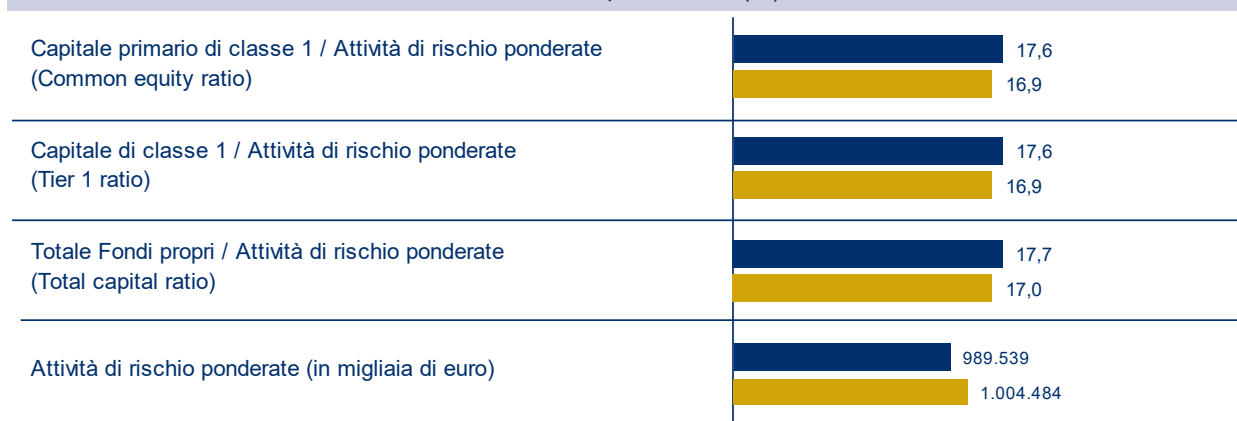 Capitale primario di classe 1 / Attività di rischio ponderate
(Common equity ratio)
17,6
16,9
Capitale di classe 1 / Attività di rischio ponderate
(Tier 1 ratio)
17,6
16,9
Totale Fondi propri / Attività di rischio ponderate
(Total capital ratio)
17,7
17,0
Attività di rischio ponderate (in migliaia di euro)
989.539
1.004.484